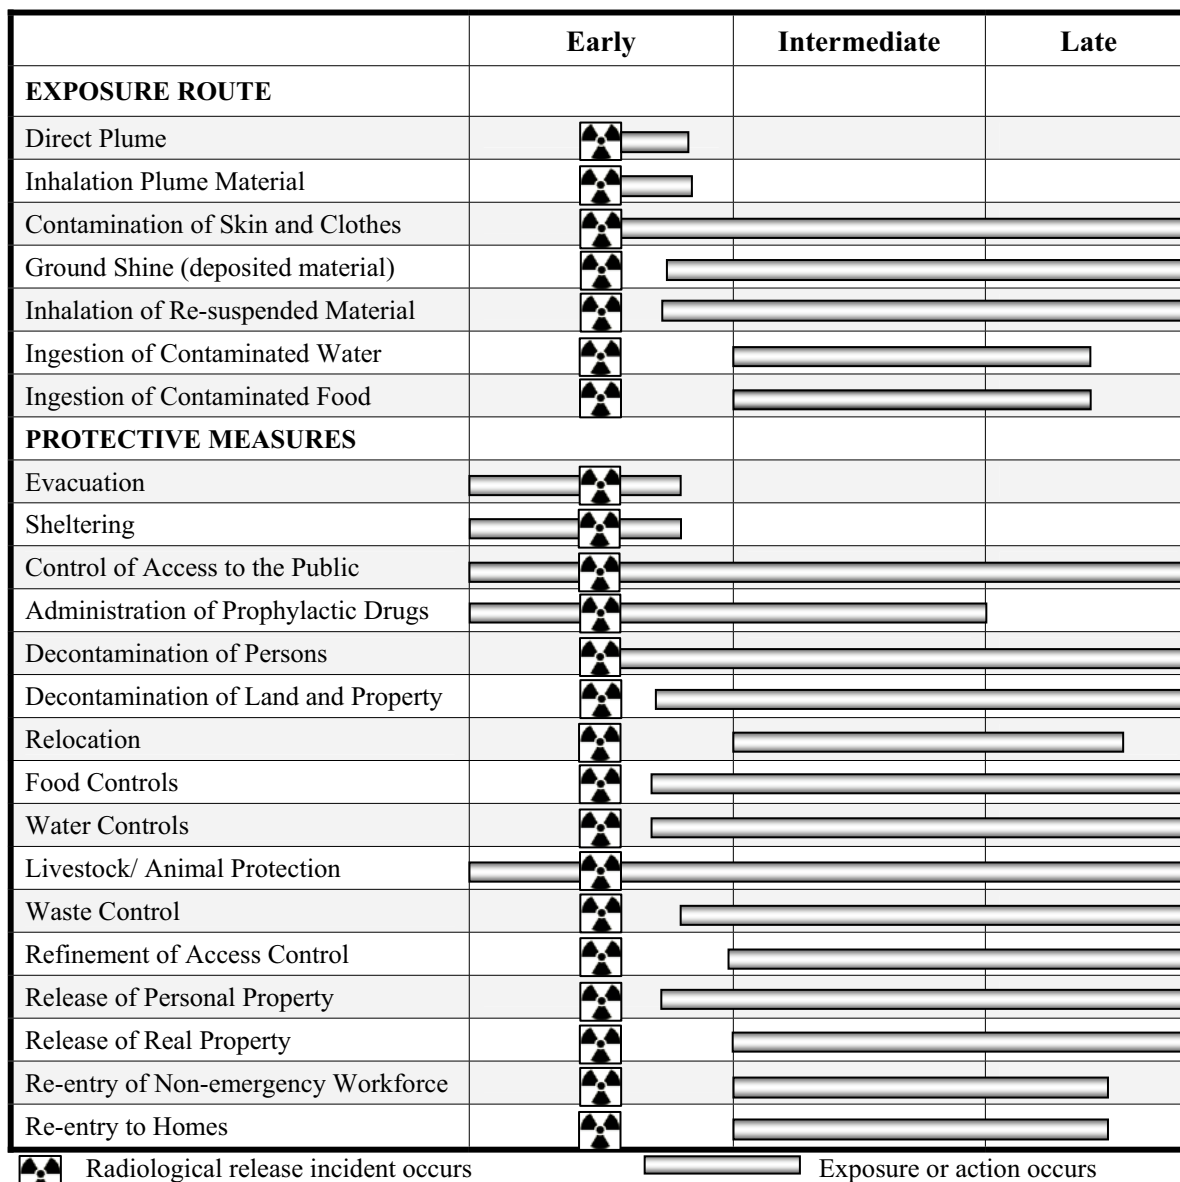 Early Intermediate Late
EXPOSURE ROUTE
Direct Plume
Inhalation Plume Material
Contamination of Skin and Clothes
Ground Shine (deposited material)
Inhalation of Re-suspended Material
Ingestion of Contaminated Water
Ingestion of Contaminated Food
PROTECTIVE MEASURES
Evacuation
Sheltering
Control of Access to the Public
Administration of Prophylactic Drugs
Decontamination of Persons
Decontamination of Land and Property
Relocation
Food Controls
Water Controls
Livestock/ Animal Protection
Waste Control
Refinement of Access Control
Release of Personal Property
Release of Real Property
Re-entry of Non-emergency Workforce
Re-entry to Homes
Radiological release incident occurs Exposure or action occurs